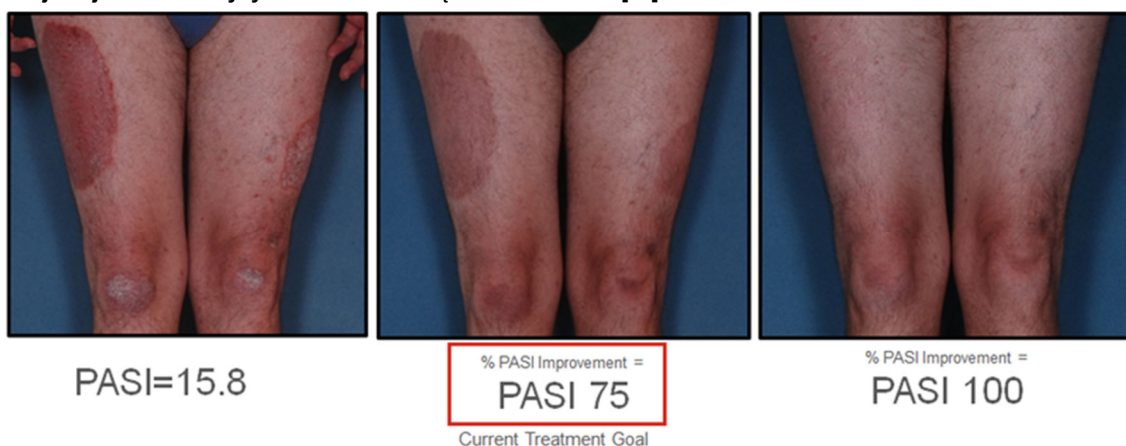 PASI=15.8
% PASI Improvement =
PASI 75
Current Treatment Goal
% PASI Improvement =
PASI 100